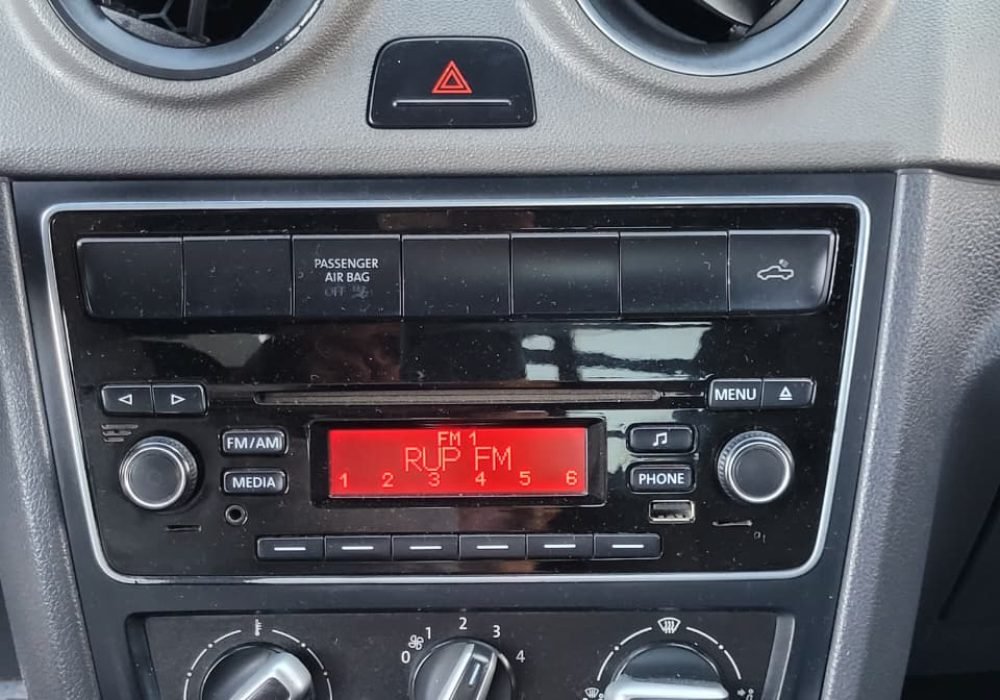 PASSENGER
AIR BAG
OFF
MENU
FM/AM
FM 1
RUP FM
1 2 3 4 5 6
MEDIA
PHONE
0 1 2 3 4